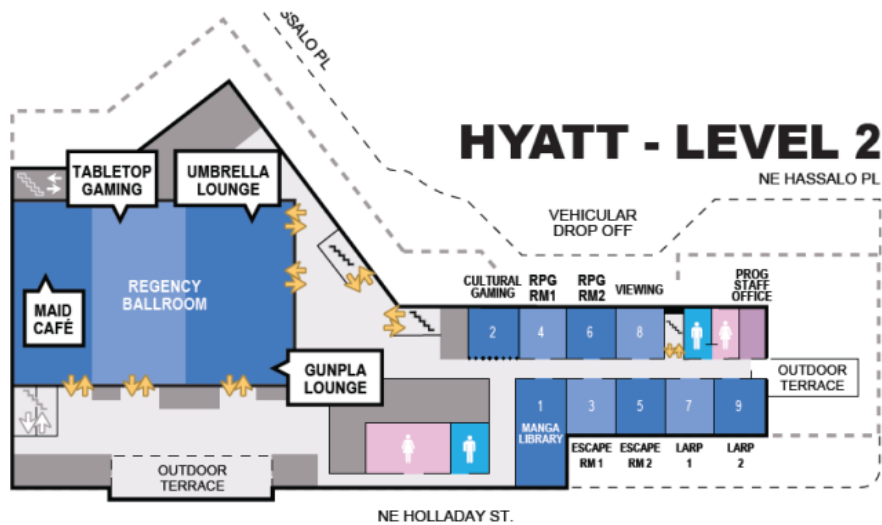 HASSALO PL
HYATT - LEVEL 2
NE HASSALO PL
VEHICULAR
DROP OFF
TABLETOP
GAMING
UMBRELLA
LOUNGE
REGENCY
BALLROOM
MAID
CAFÉ
GUNPLA
LOUNGE
CULTURAL
GAMING
RPG
RM1
RPG
RM2
VIEWING
PROG
STAFF
OFFICE
2
4
6
8
OUTDOOR
TERRACE
1
MANGA
LIBRARY
3
5
7
9
ESCAPE
RM 1
ESCAPE
RM 2
LARP
1
LARP
2
OUTDOOR
TERRACE
NE HOLLADAY ST.